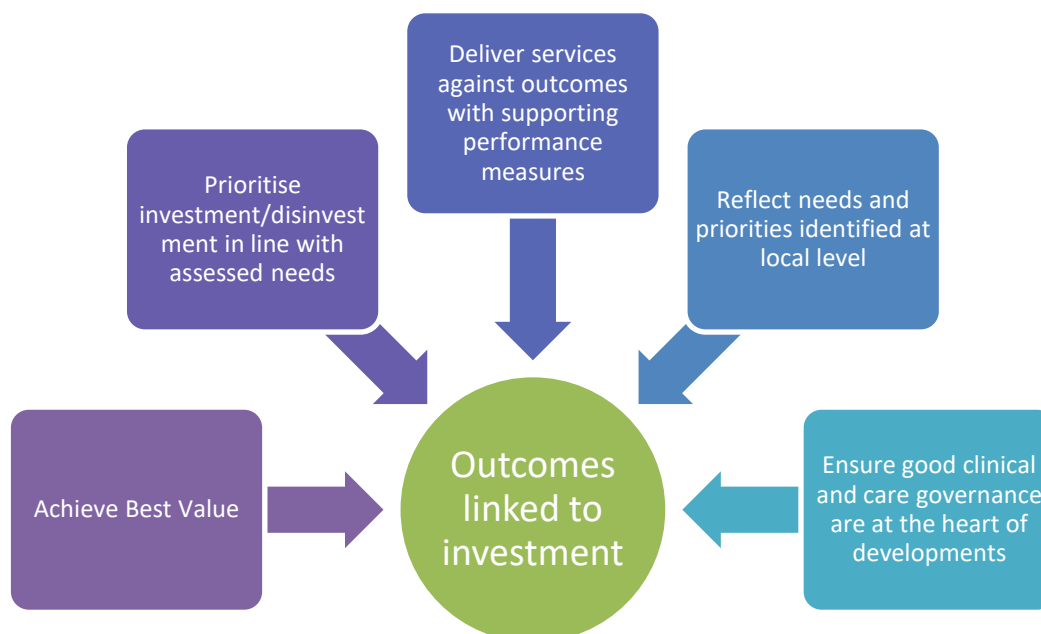 Deliver services
against outcomes
with supporting
performance
measures
Prioritise
investment/disinvest
ment in line with
assessed needs
Reflect needs and
priorities identified at
local level
Achieve Best Value
Outcomes
linked to
investment
Ensure good clinical
and care governance
are at the heart of
developments